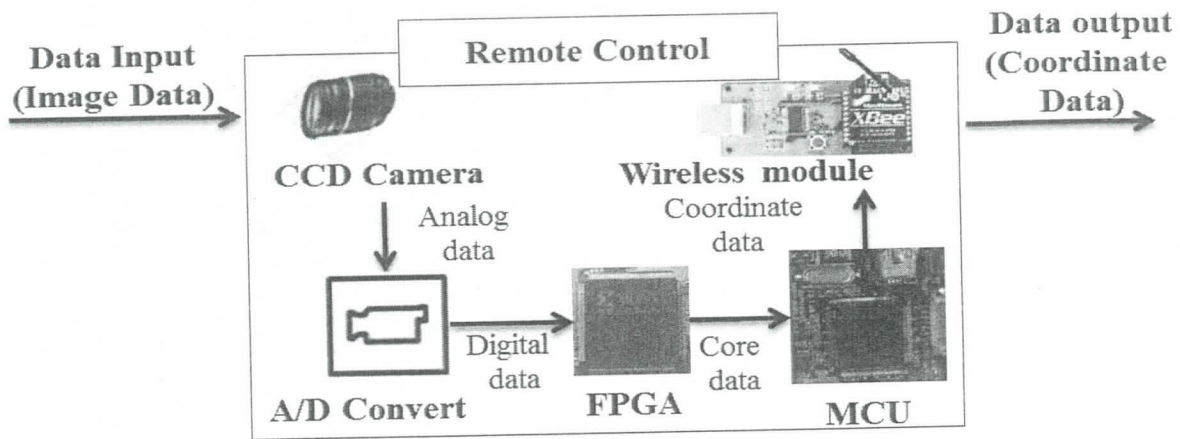 Remote Control
Data Input
(Image Data)
Data output
(Coordinate
Data)
XBee
CCD Camera
Wireless module
Analog
data
Coordinate
data
Digital
data
Core
data
A/D Convert
FPGA
MCU